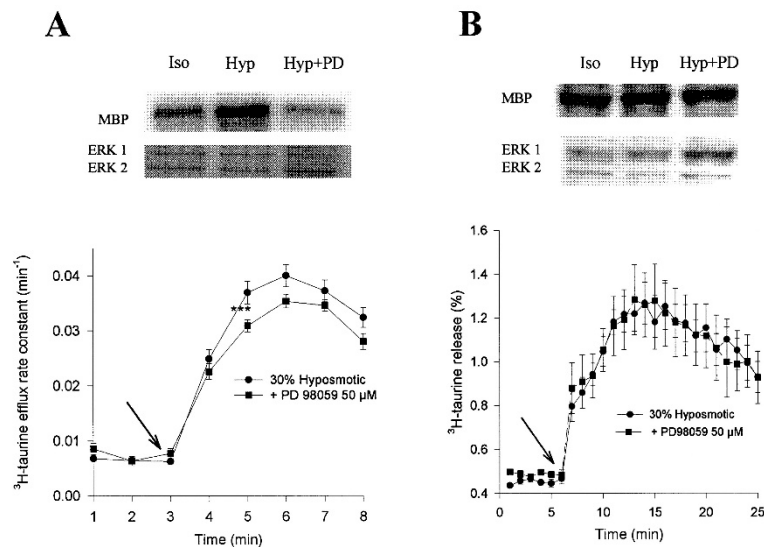 A
Iso Hyp Hyp+PD
MBP
ERK 1
ERK 2
³H-taurine efflux rate constant (min⁻¹)
0.04
0.03
0.02
0.01
0.00
***
30% Hyposmotic
+ PD 98059 50 µM
1 2 3 4 5 6 7 8
Time (min)
B
Iso Hyp Hyp+PD
MBP
ERK 1
ERK 2
³H-taurine release (%)
1.6
1.4
1.2
1.0
0.8
0.6
0.4
30% Hyposmotic
+ PD98059 50 µM
0 5 10 15 20 25
Time (min)